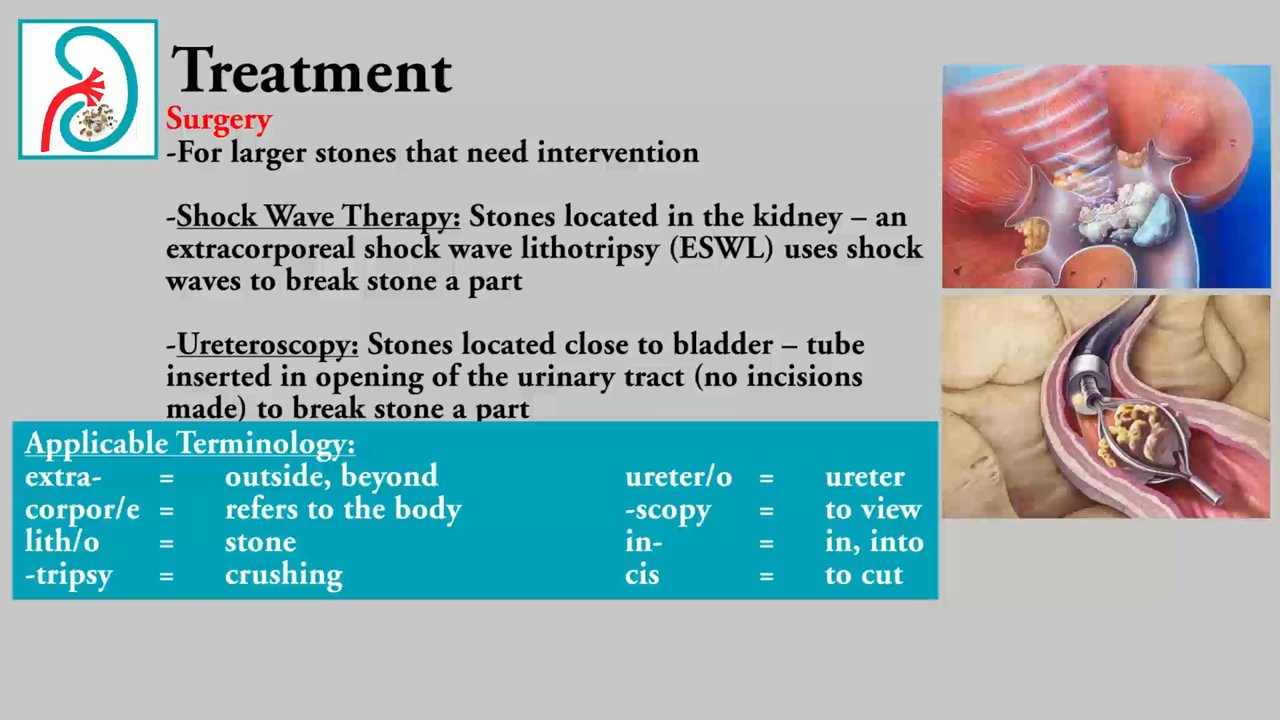 Treatment
Surgery
-For larger stones that need intervention
-Shock Wave Therapy: Stones located in the kidney – an
extracorporeal shock wave lithotripsy (ESWL) uses shock
waves to break stone a part
-Ureteroscopy: Stones located close to bladder – tube
inserted in opening of the urinary tract (no incisions
made) to break stone a part
Applicable Terminology:
extra- = outside, beyond ureter/o = ureter
corpor/e = refers to the body -scopy = to view
lith/o = stone in- = in, into
-tripsy = crushing cis = to cut